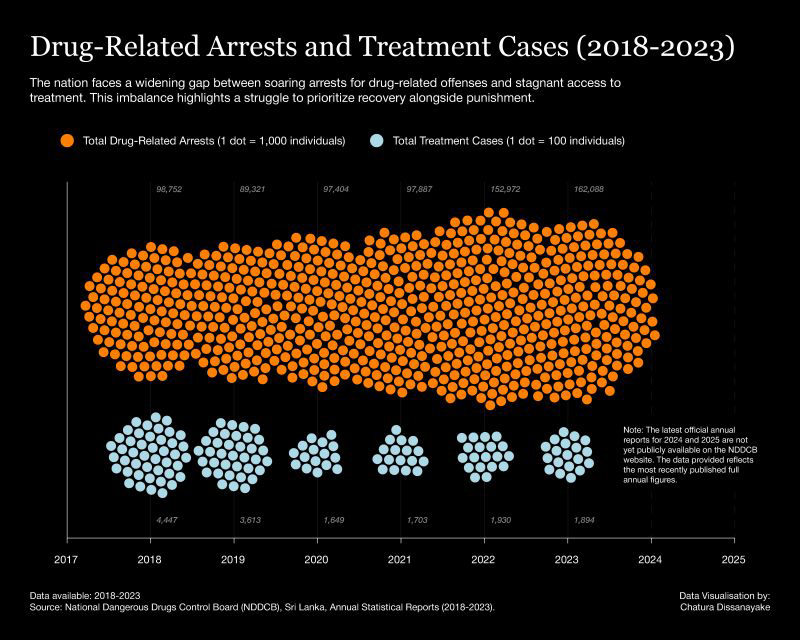 Drug-Related Arrests and Treatment Cases (2018-2023)
The nation faces a widening gap between soaring arrests for drug-related offenses and stagnant access to
treatment. This imbalance highlights a struggle to prioritize recovery alongside punishment.
Total Drug-Related Arrests (1 dot = 1,000 individuals)
Total Treatment Cases (1 dot = 100 individuals)
98,752
89,321
97,404
97,887
152,972
162,088
Note: The latest official annual
reports for 2024 and 2025 are not
yet publicly available on the NDDCB
website. The data provided reflects
the most recently published full
annual figures.
4,447
3,613
1,649
1,703
1,930
1,894
2017
2018
2019
2020
2021
2022
2023
2024
2025
Data available: 2018-2023
Source: National Dangerous Drugs Control Board (NDDCB), Sri Lanka, Annual Statistical Reports (2018-2023).
Data Visualisation by:
Chatura Dissanayake